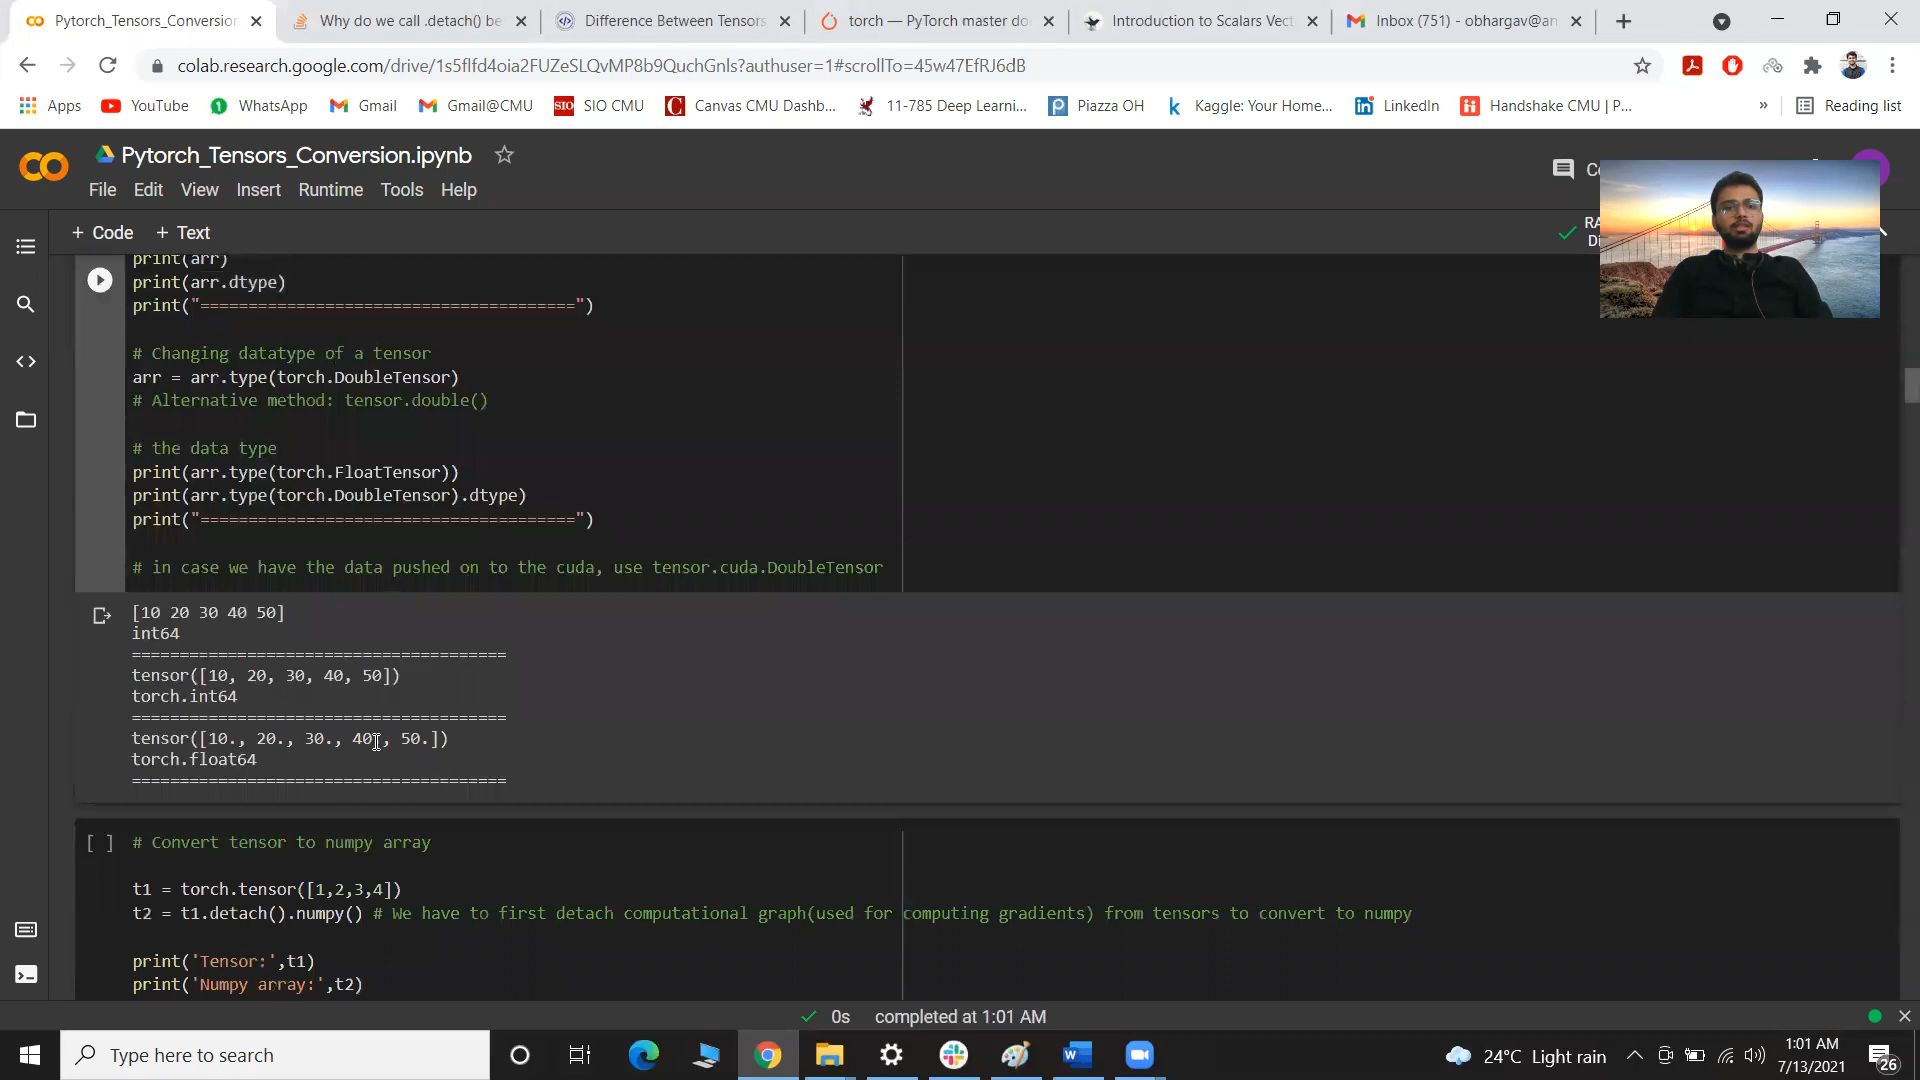 Pytorch_Tensors_Conversion
Why do we call .detach() be
Difference Between Tensors
torch — PyTorch master do
Introduction to Scalars Vect
Inbox (751) - obhargav@an
colab.research.google.com/drive/1s5flfd4oia2FUZeSLQvMP8b9QuchGnls?authuser=1#scrollTo=45w47EfRJ6dB
Apps YouTube WhatsApp Gmail Gmail@CMU SIO SIO CMU Canvas CMU Dashb... 11-785 Deep Learni... Piazza OH Kaggle: Your Home... LinkedIn Handshake CMU | P... » Reading list
Pytorch_Tensors_Conversion.ipynb
File Edit View Insert Runtime Tools Help
+ Code + Text
RA
Di
print(arr)
print(arr.dtype)
print("=======================================")
# Changing datatype of a tensor
arr = arr.type(torch.DoubleTensor)
# Alternative method: tensor.double()
# the data type
print(arr.type(torch.FloatTensor))
print(arr.type(torch.DoubleTensor).dtype)
print("=======================================")
# in case we have the data pushed on to the cuda, use tensor.cuda.DoubleTensor
[10 20 30 40 50]
int64
=======================================
tensor([10, 20, 30, 40, 50])
torch.int64
=======================================
tensor([10., 20., 30., 40., 50.])
torch.float64
=======================================
[ ] # Convert tensor to numpy array
t1 = torch.tensor([1,2,3,4])
t2 = t1.detach().numpy() # We have to first detach computational graph(used for computing gradients) from tensors to convert to numpy
print('Tensor:',t1)
print('Numpy array:',t2)
0s completed at 1:01 AM
Type here to search
24°C Light rain
1:01 AM
7/13/2021
26